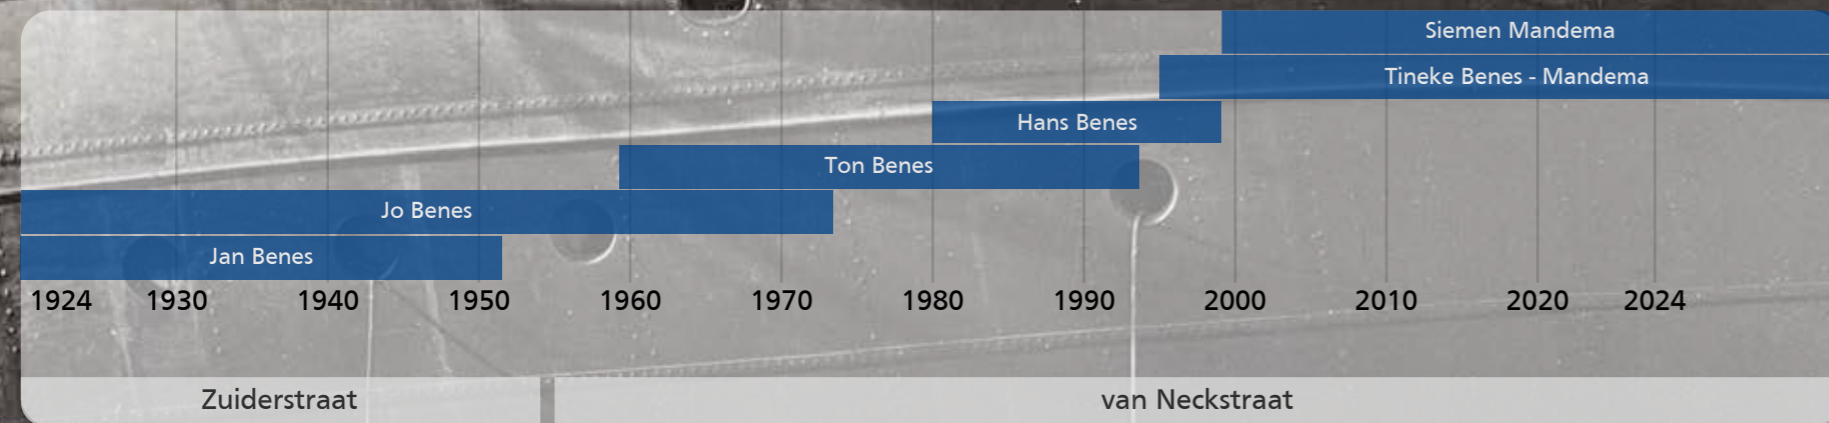 Siemen Mandema
Tineke Benes - Mandema
Hans Benes
Ton Benes
Jo Benes
Jan Benes
1924 1930 1940 1950 1960 1970 1980 1990 2000 2010 2020 2024
Zuiderstraat van Neckstraat